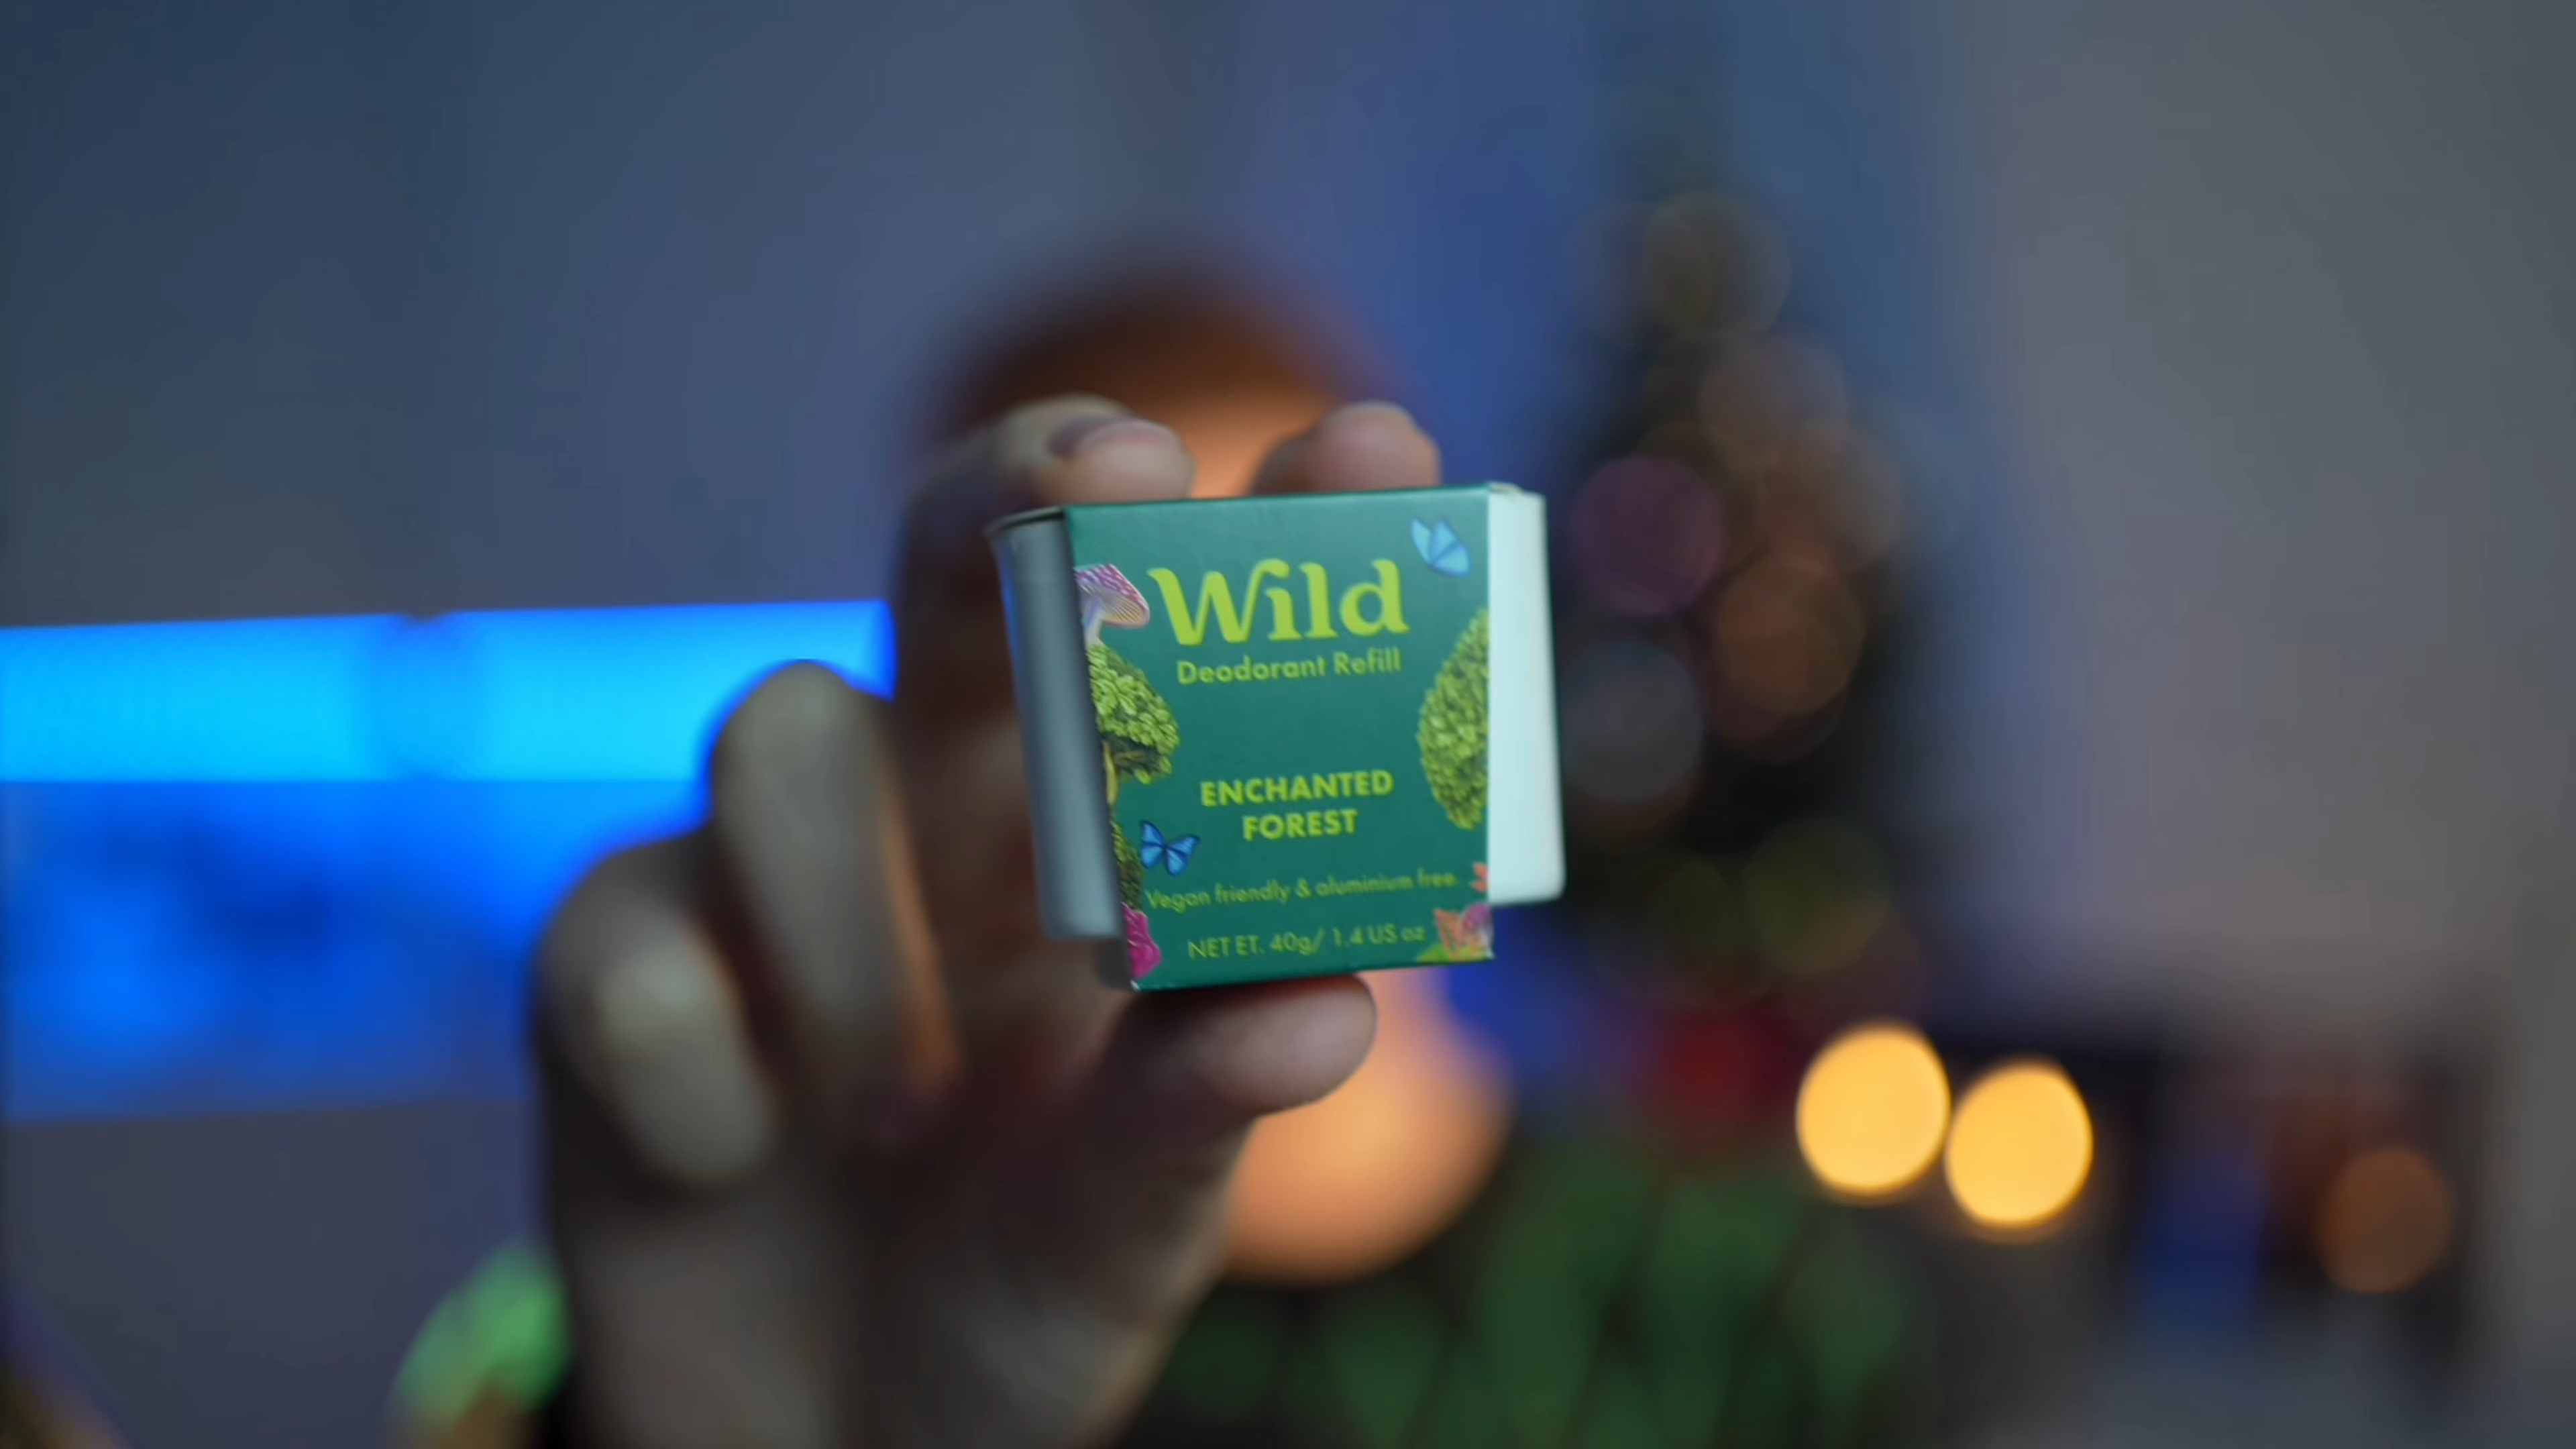 Wild
Deodorant Refill
ENCHANTED
FOREST
Vegan friendly & aluminium free.
NET ET. 40g/ 1.4 US oz